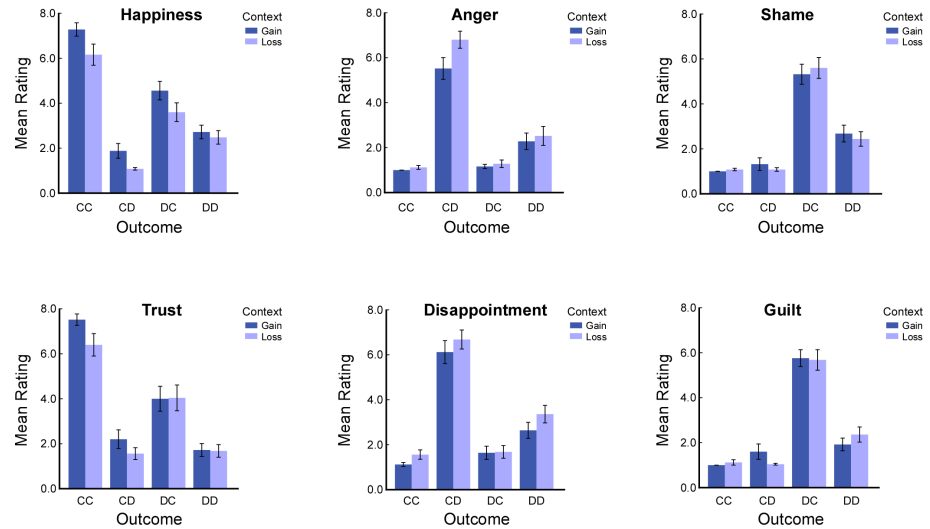 Happiness
Context
Gain
Loss
8.0
6.0
4.0
2.0
0.0
Mean Rating
CC CD DC DD
Outcome
Anger
Context
Gain
Loss
8.0
6.0
4.0
2.0
0.0
Mean Rating
CC CD DC DD
Outcome
Shame
Context
Gain
Loss
8.0
6.0
4.0
2.0
0.0
Mean Rating
CC CD DC DD
Outcome
Trust
Context
Gain
Loss
8.0
6.0
4.0
2.0
0.0
Mean Rating
CC CD DC DD
Outcome
Disappointment
Context
Gain
Loss
8.0
6.0
4.0
2.0
0.0
Mean Rating
CC CD DC DD
Outcome
Guilt
Context
Gain
Loss
8.0
6.0
4.0
2.0
0.0
Mean Rating
CC CD DC DD
Outcome